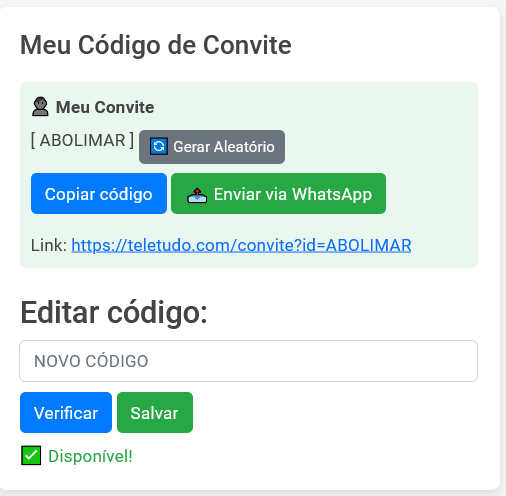 Meu Código de Convite
Meu Convite
[ ABOLIMAR ] Gerar Aleatório
Copiar código Enviar via WhatsApp
Link: https://teletudo.com/convite?id=ABOLIMAR
Editar código:
NOVO CÓDIGO
Verificar Salvar
Disponível!